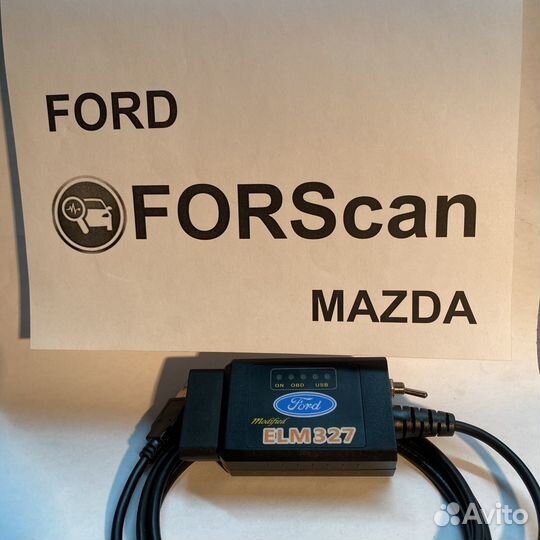 FORD
FORScan
MAZDA
ON OBD USB
Ford
Modified
ELM327
Avito